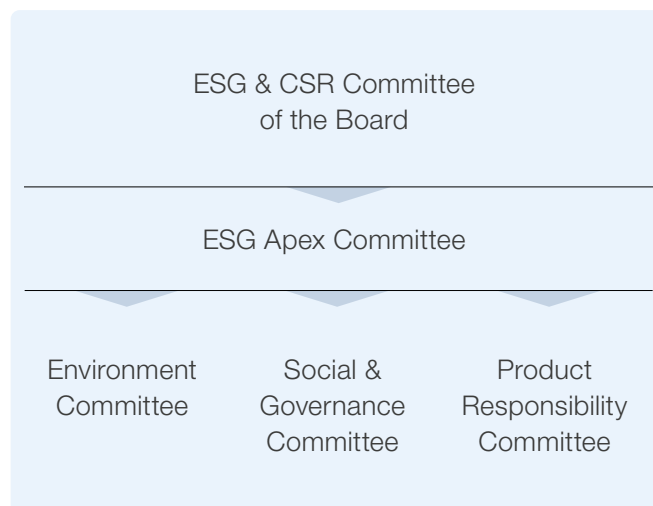 ESG & CSR Committee
of the Board
ESG Apex Committee
Environment
Committee
Social &
Governance
Committee
Product
Responsibility
Committee